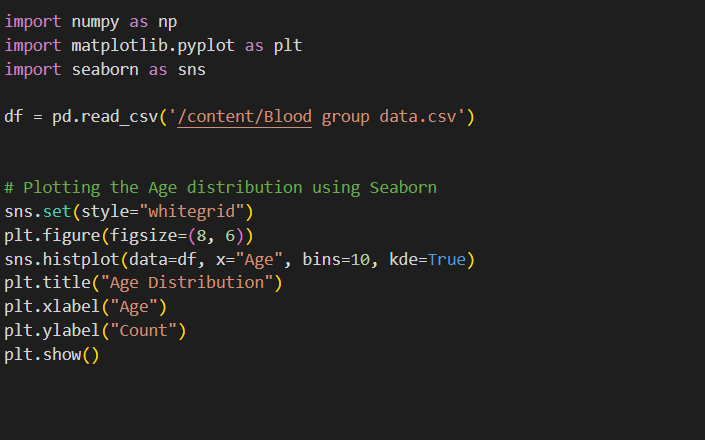 import numpy as np
import matplotlib.pyplot as plt
import seaborn as sns
df = pd.read_csv('/content/Blood group data.csv')
# Plotting the Age distribution using Seaborn
sns.set(style="whitegrid")
plt.figure(figsize=(8, 6))
sns.histplot(data=df, x="Age", bins=10, kde=True)
plt.title("Age Distribution")
plt.xlabel("Age")
plt.ylabel("Count")
plt.show()